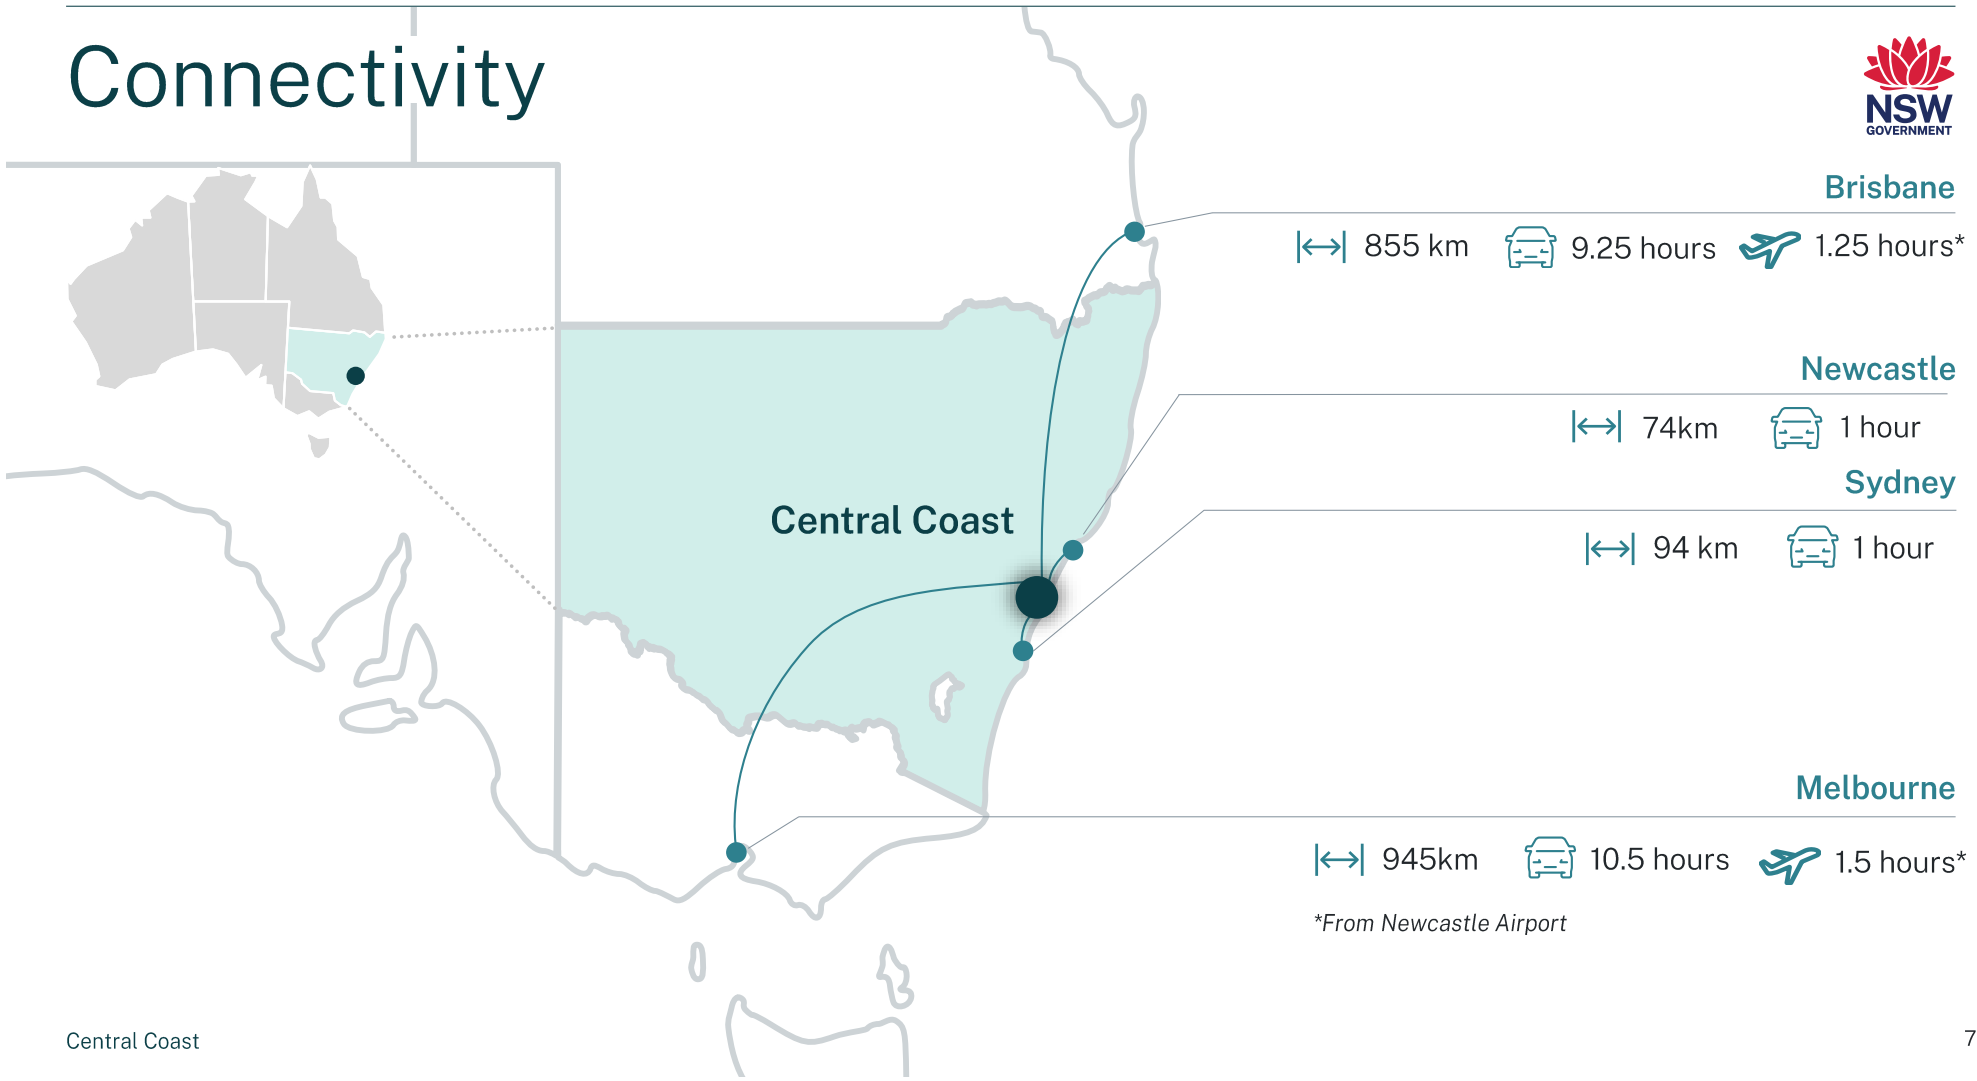 Connectivity
NSW
GOVERNMENT
Brisbane
855 km 9.25 hours 1.25 hours*
Newcastle
74km 1 hour
Sydney
Central Coast
94 km 1 hour
Melbourne
945km 10.5 hours 1.5 hours*
*From Newcastle Airport
Central Coast
7